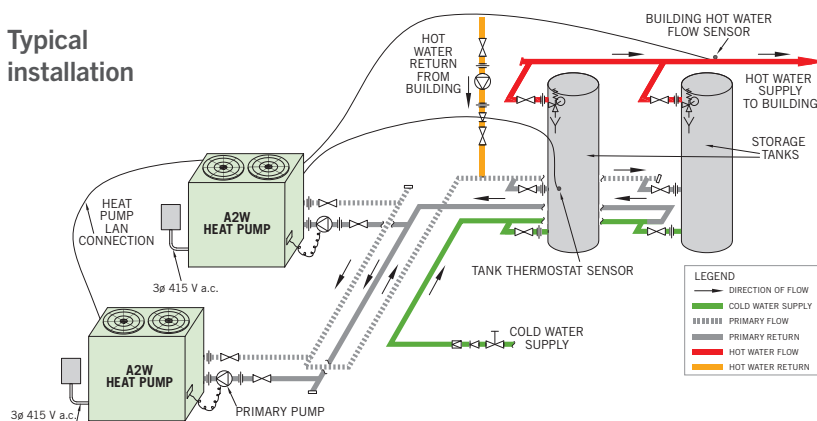 Typical
installation
HOT
WATER
RETURN
FROM
BUILDING
BUILDING HOT WATER
FLOW SENSOR
HOT WATER
SUPPLY
TO BUILDING
STORAGE
TANKS
A2W
HEAT PUMP
HEAT
PUMP
LAN
CONNECTION
3ø 415 V a.c.
TANK THERMOSTAT SENSOR
COLD WATER
SUPPLY
A2W
HEAT PUMP
PRIMARY PUMP
3ø 415 V a.c.
LEGEND
DIRECTION OF FLOW
COLD WATER SUPPLY
PRIMARY FLOW
PRIMARY RETURN
HOT WATER FLOW
HOT WATER RETURN